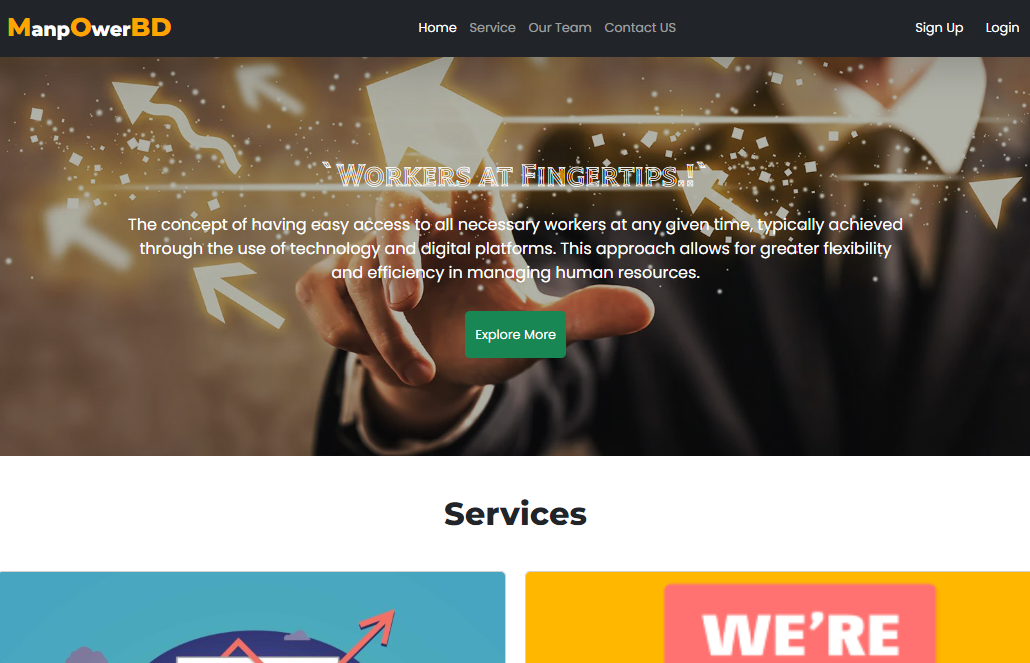 ManpOwerBD
Home Service Our Team Contact US
Sign Up Login
`Workers at Fingertips.!`
The concept of having easy access to all necessary workers at any given time, typically achieved
through the use of technology and digital platforms. This approach allows for greater flexibility
and efficiency in managing human resources.
Explore More
Services
WE'RE